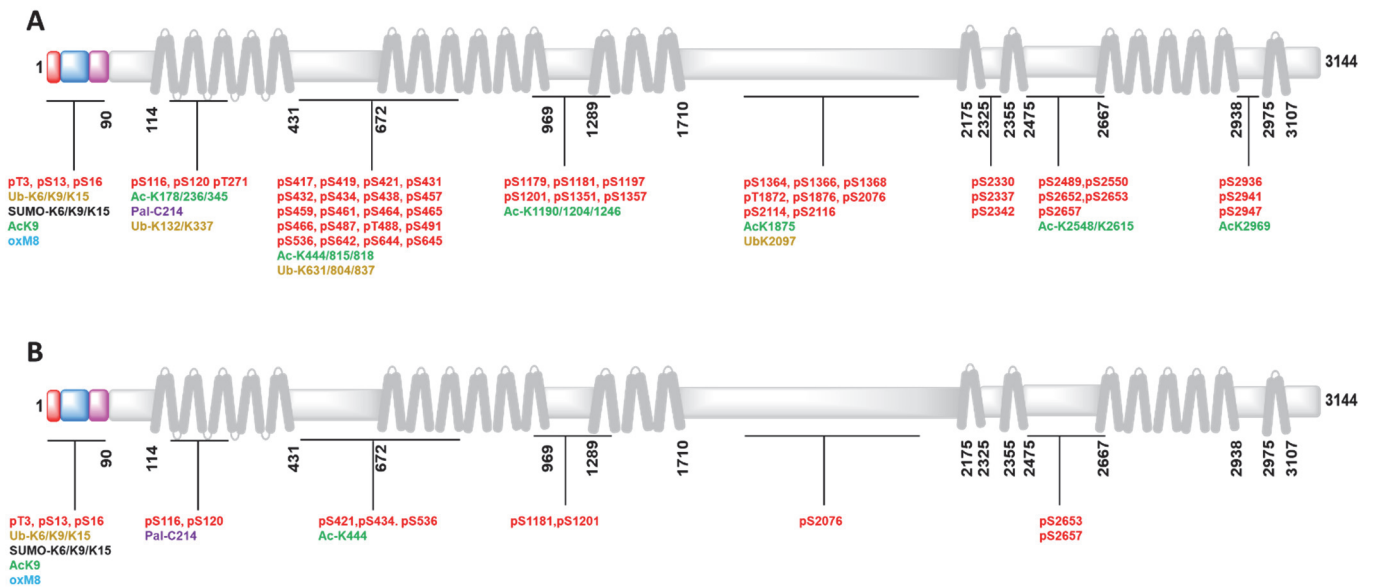 A
1
3144
90
114
431
672
969
1289
1710
2175
2325
2355
2475
2667
2938
2975
3107
pT3, pS13, pS16
Ub-K6/K9/K15
SUMO-K6/K9/K15
AcK9
oxM8
pS116, pS120 pT271
Ac-K178/236/345
Pal-C214
Ub-K132/K337
pS417, pS419, pS421, pS431
pS432, pS434, pS438, pS457
pS459, pS461, pS464, pS465
pS466, pS487, pT488, pS491
pS536, pS642, pS644, pS645
Ac-K444/815/818
Ub-K631/804/837
pS1179, pS1181, pS1197
pS1201, pS1351, pS1357
Ac-K1190/1204/1246
pS1364, pS1366, pS1368
pT1872, pS1876, pS2076
pS2114, pS2116
AcK1875
UbK2097
pS2330
pS2337
pS2342
pS2489,pS2550
pS2652,pS2653
pS2657
Ac-K2548/K2615
pS2936
pS2941
pS2947
AcK2969
B
1
3144
90
114
431
672
969
1289
1710
2175
2325
2355
2475
2667
2938
2975
3107
pT3, pS13, pS16
Ub-K6/K9/K15
SUMO-K6/K9/K15
AcK9
oxM8
pS116, pS120
Pal-C214
pS421,pS434. pS536
Ac-K444
pS1181,pS1201
pS2076
pS2653
pS2657